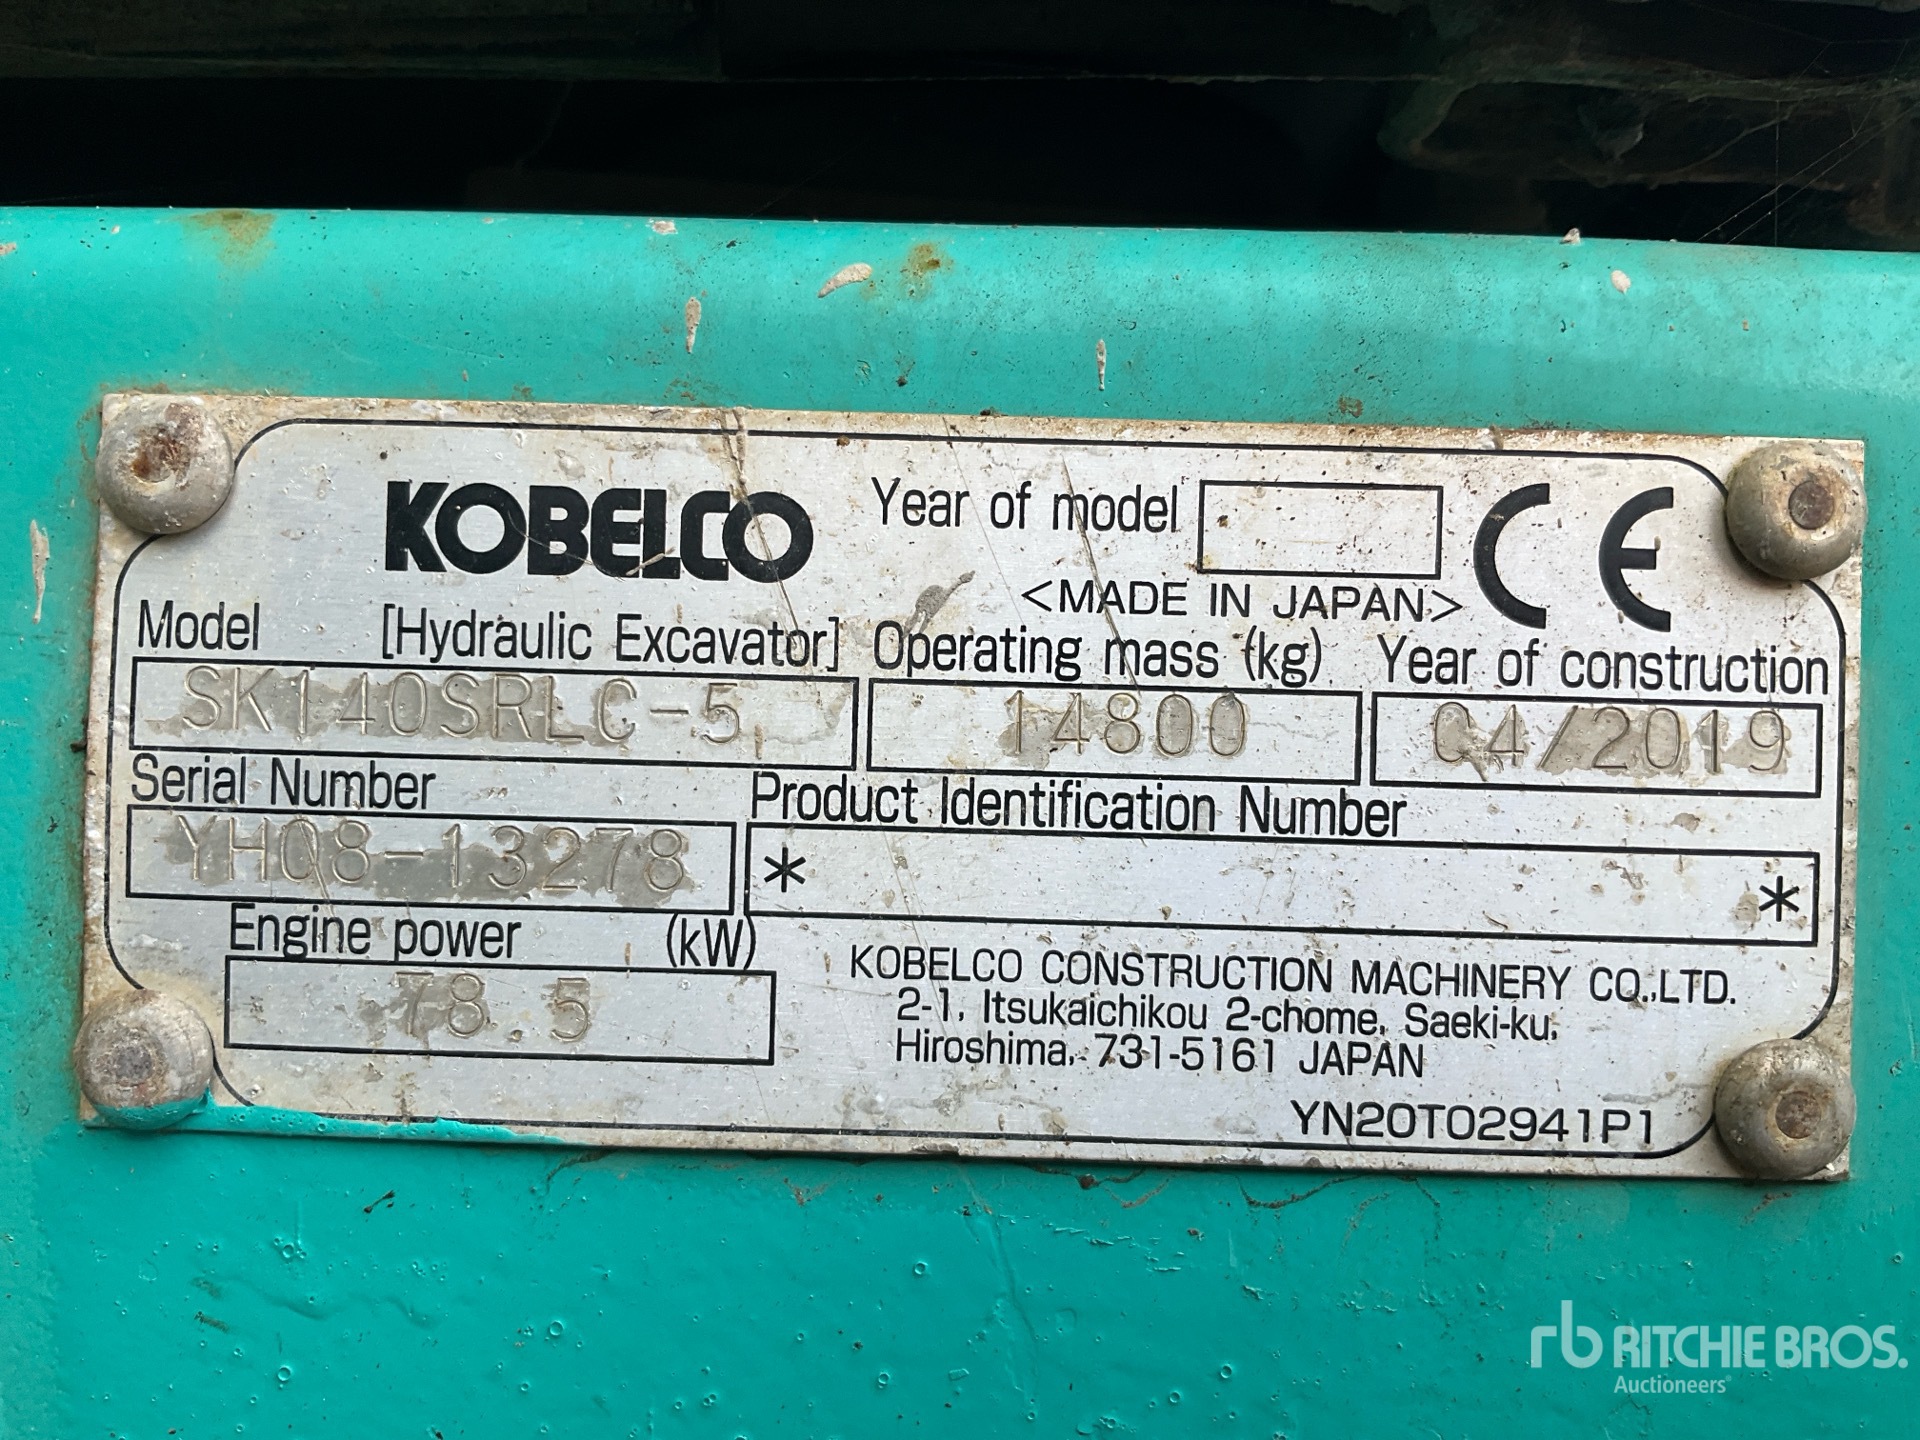 KOBELCO
Year of model
CE
<MADE IN JAPAN>
Model [Hydraulic Excavator] Operating mass (kg) Year of construction
SK140SRLC-5 14800 04/2019
Serial Number Product Identification Number
YH08-13278 * *
Engine power (kW)
78.5
KOBELCO CONSTRUCTION MACHINERY CO.,LTD.
2-1, Itsukaichikou 2-chome, Saeki-ku,
Hiroshima, 731-5161 JAPAN
YN20T02941P1
rb RITCHIE BROS.
Auctioneers